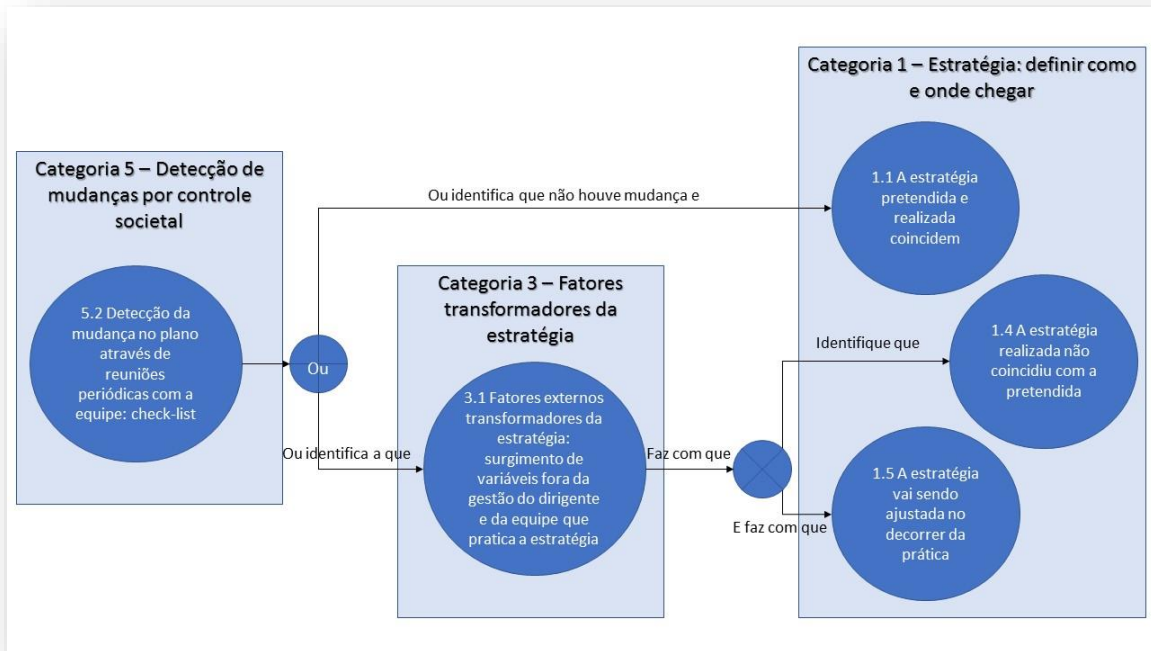 Categoria 5 – Detecção de
mudanças por controle
societal
5.2 Detecção da
mudança no plano
através de
reuniões
periódicas com a
equipe: check-list
Ou
Ou identifica que não houve mudança e
Ou identifica a que
Categoria 3 – Fatores
transformadores da
estratégia
3.1 Fatores externos
transformadores da
estratégia:
surgimento de
variáveis fora da
gestão do dirigente
e da equipe que
pratica a estratégia
Faz com que
Identifique que
E faz com que
Categoria 1 – Estratégia: definir como
e onde chegar
1.1 A estratégia
pretendida e
realizada
coincidem
1.4 A estratégia
realizada não
coincidiu com a
pretendida
1.5 A estratégia
vai sendo
ajustada no
decorrer da
prática